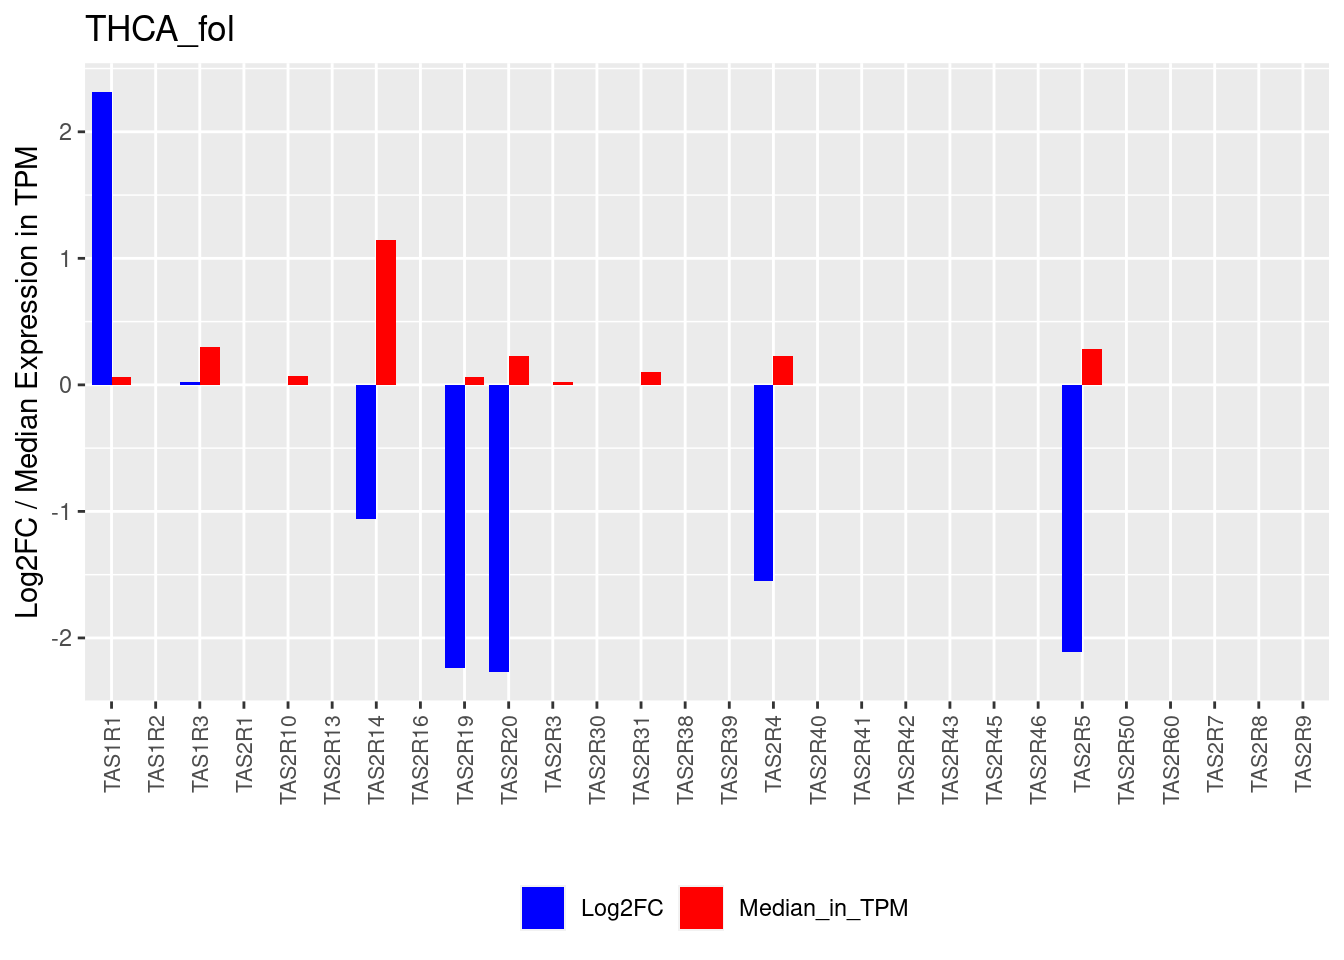 THCA_fol
Log2FC / Median Expression in TPM
2
1
0
-1
-2
TAS1R1
TAS1R2
TAS1R3
TAS2R1
TAS2R10
TAS2R13
TAS2R14
TAS2R16
TAS2R19
TAS2R20
TAS2R3
TAS2R30
TAS2R31
TAS2R38
TAS2R39
TAS2R4
TAS2R40
TAS2R41
TAS2R42
TAS2R43
TAS2R45
TAS2R46
TAS2R5
TAS2R50
TAS2R60
TAS2R7
TAS2R8
TAS2R9
Log2FC
Median_in_TPM